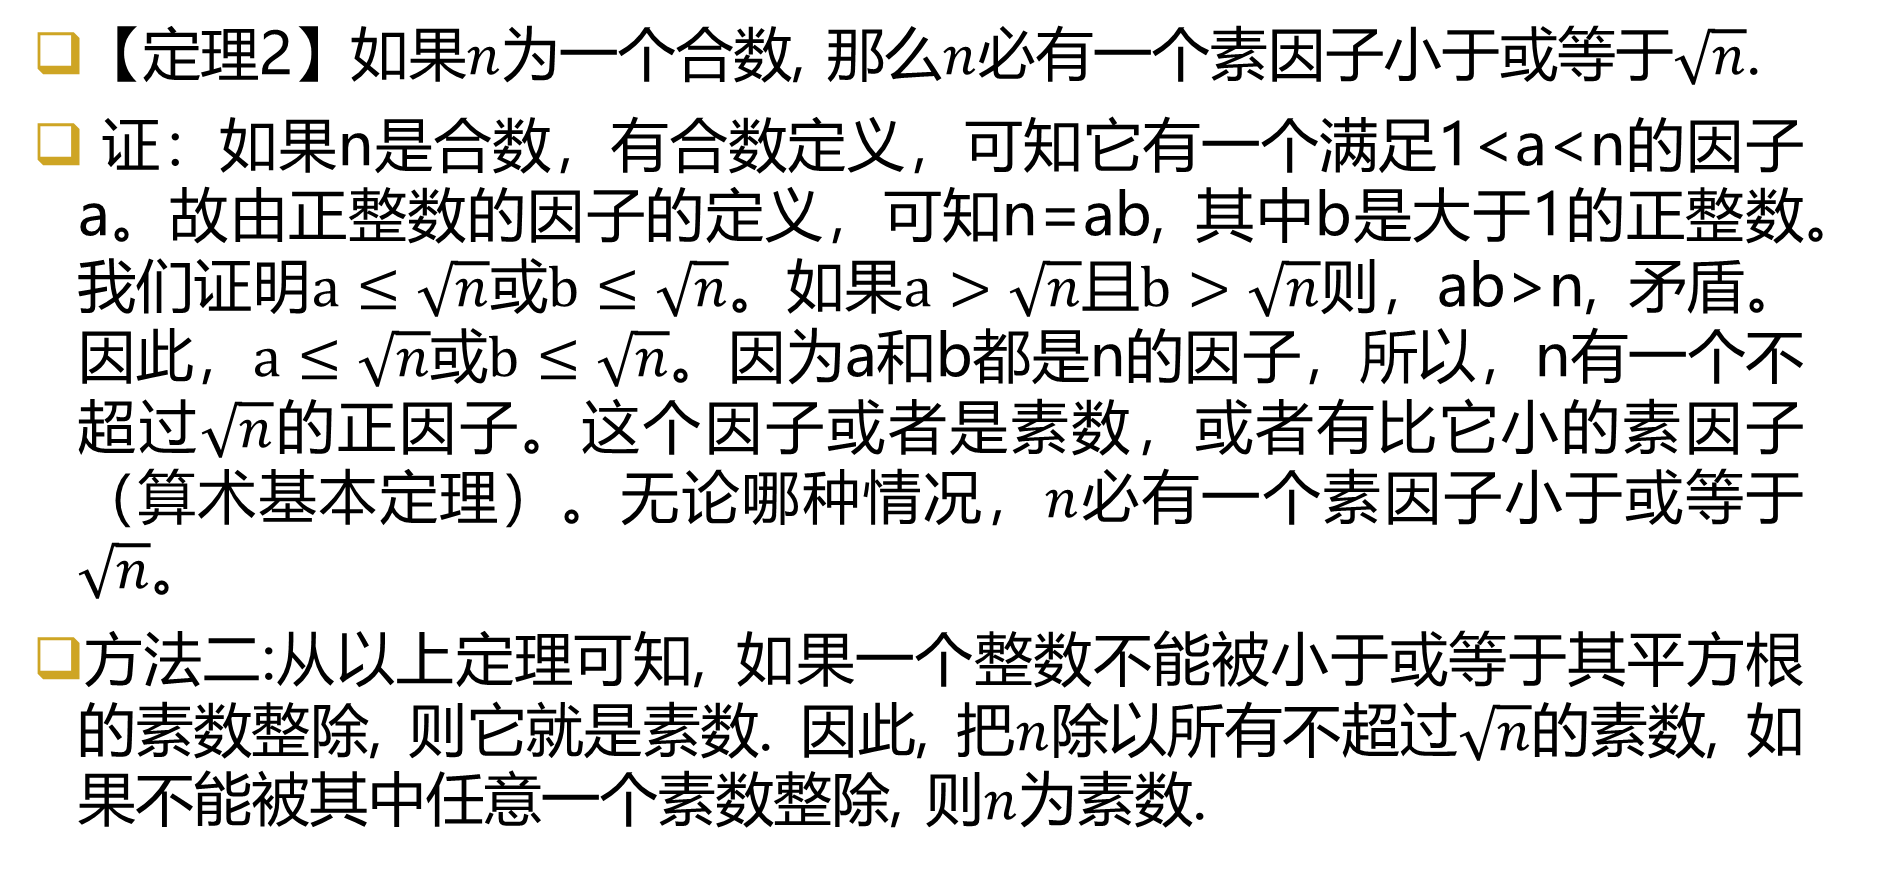 【定理2】如果n为一个合数, 那么n必有一个素因子小于或等于√n.
证：如果n是合数，有合数定义，可知它有一个满足1<a<n的因子
a。故由正整数的因子的定义，可知n=ab, 其中b是大于1的正整数。
我们证明a ≤ √n或b ≤ √n。如果a > √n且b > √n则，ab>n, 矛盾。
因此，a ≤ √n或b ≤ √n。因为a和b都是n的因子，所以，n有一个不
超过√n的正因子。这个因子或者是素数，或者有比它小的素因子
（算术基本定理）。无论哪种情况，n必有一个素因子小于或等于
√n。
方法二:从以上定理可知, 如果一个整数不能被小于或等于其平方根
的素数整除, 则它就是素数. 因此, 把n除以所有不超过√n的素数, 如
果不能被其中任意一个素数整除, 则n为素数.